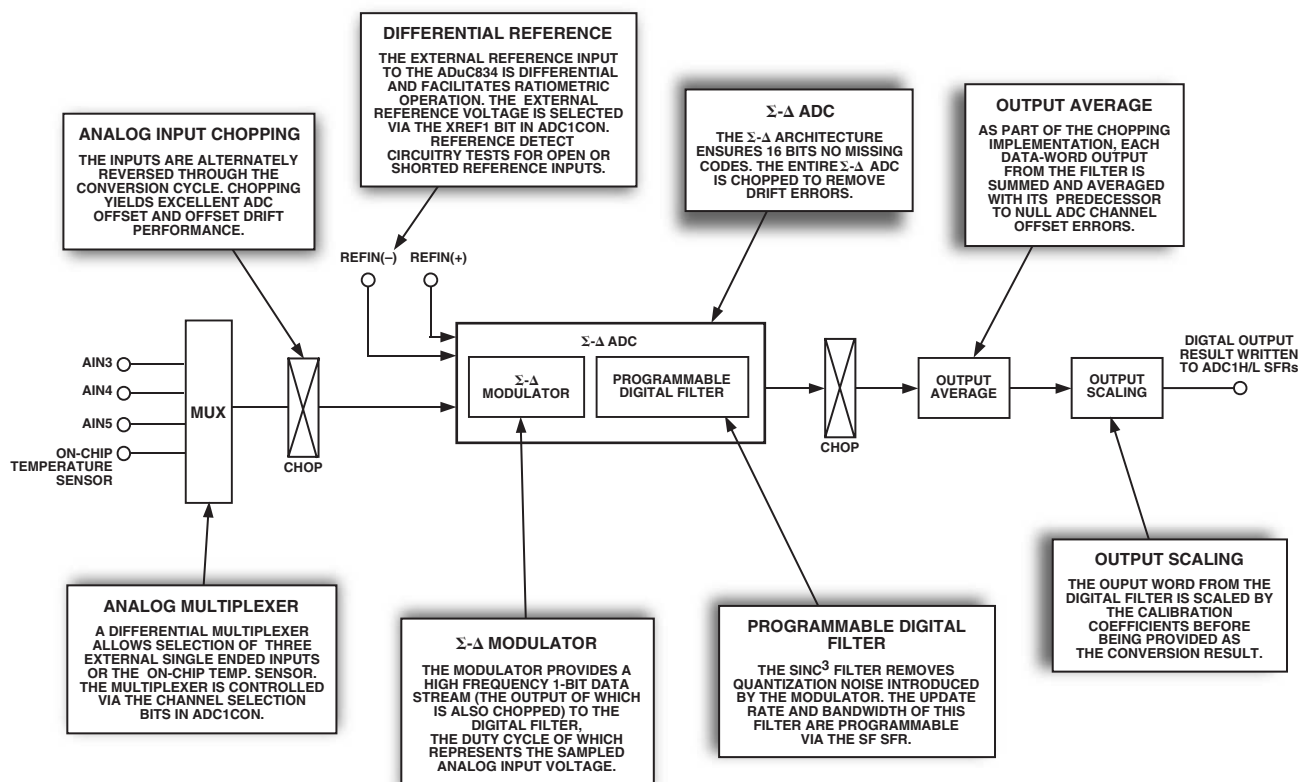 DIFFERENTIAL REFERENCE
THE EXTERNAL REFERENCE INPUT
TO THE ADuC834 IS DIFFERENTIAL
AND FACILITATES RATIOMETRIC
OPERATION. THE EXTERNAL
REFERENCE VOLTAGE IS SELECTED
VIA THE XREF1 BIT IN ADC1CON.
REFERENCE DETECT
CIRCUITRY TESTS FOR OPEN OR
SHORTED REFERENCE INPUTS.
ANALOG INPUT CHOPPING
THE INPUTS ARE ALTERNATELY
REVERSED THROUGH THE
CONVERSION CYCLE. CHOPPING
YIELDS EXCELLENT ADC
OFFSET AND OFFSET DRIFT
PERFORMANCE.
Σ-Δ ADC
THE Σ-Δ ARCHITECTURE
ENSURES 16 BITS NO MISSING
CODES. THE ENTIRE Σ-Δ ADC
IS CHOPPED TO REMOVE
DRIFT ERRORS.
OUTPUT AVERAGE
AS PART OF THE CHOPPING
IMPLEMENTATION, EACH
DATA-WORD OUTPUT
FROM THE FILTER IS
SUMMED AND AVERAGED
WITH ITS PREDECESSOR
TO NULL ADC CHANNEL
OFFSET ERRORS.
REFIN(–) REFIN(+)
AIN3
AIN4
AIN5
ON-CHIP
TEMPERATURE
SENSOR
MUX
CHOP
Σ-Δ ADC
Σ-Δ
MODULATOR
PROGRAMMABLE
DIGITAL FILTER
CHOP
OUTPUT
AVERAGE
OUTPUT
SCALING
DIGTAL OUTPUT
RESULT WRITTEN
TO ADC1H/L SFRs
ANALOG MULTIPLEXER
A DIFFERENTIAL MULTIPLEXER
ALLOWS SELECTION OF THREE
EXTERNAL SINGLE ENDED INPUTS
OR THE ON-CHIP TEMP. SENSOR.
THE MULTIPLEXER IS CONTROLLED
VIA THE CHANNEL SELECTION
BITS IN ADC1CON.
Σ-Δ MODULATOR
THE MODULATOR PROVIDES A
HIGH FREQUENCY 1-BIT DATA
STREAM (THE OUTPUT OF WHICH
IS ALSO CHOPPED) TO THE
DIGITAL FILTER,
THE DUTY CYCLE OF WHICH
REPRESENTS THE SAMPLED
ANALOG INPUT VOLTAGE.
PROGRAMMABLE DIGITAL
FILTER
THE SINC³ FILTER REMOVES
QUANTIZATION NOISE INTRODUCED
BY THE MODULATOR. THE UPDATE
RATE AND BANDWIDTH OF THIS
FILTER ARE PROGRAMMABLE
VIA THE SF SFR.
OUTPUT SCALING
THE OUPUT WORD FROM THE
DIGITAL FILTER IS SCALED BY
THE CALIBRATION
COEFFICIENTS BEFORE
BEING PROVIDED AS
THE CONVERSION RESULT.